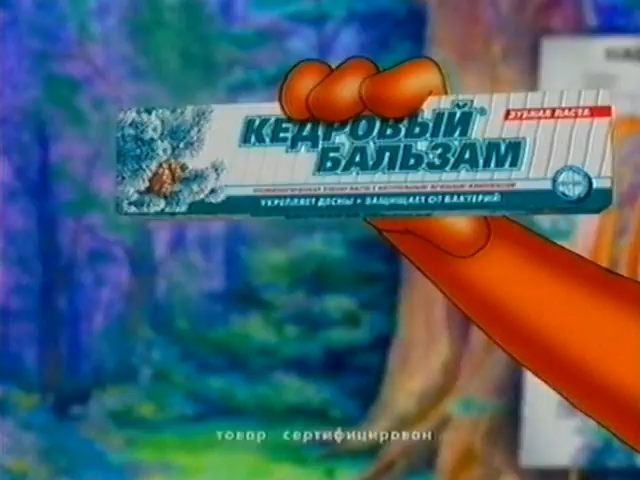 ЗУБНАЯ ПАСТА
КЕДРОВЫЙ
БАЛЬЗАМ
УКРЕПЛЯЕТ ДЕСНЫ • ЗАЩИЩАЕТ ОТ БАКТЕРИЙ
товар сертифицирован